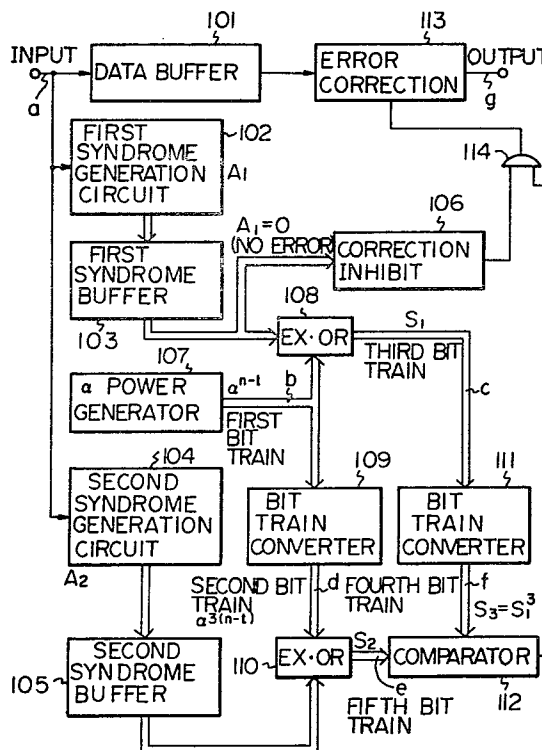 101
113
INPUT
DATA BUFFER
ERROR
CORRECTION
OUTPUT
a
g
102
FIRST
SYNDROME
GENERATION
CIRCUIT
A1
114
106
A1=0
(NO ERROR)
CORRECTION
INHIBIT
FIRST
SYNDROME
BUFFER
103
108
EX·OR
S1
THIRD BIT
TRAIN
c
107
α POWER
GENERATOR
α^n-t
b
FIRST
BIT
TRAIN
104
SECOND
SYNDROME
GENERATION
CIRCUIT
A2
109
BIT
TRAIN
CONVERTER
111
BIT
TRAIN
CONVERTER
SECOND BIT
TRAIN
α^3(n-t)
d
FOURTH BIT
TRAIN
f
S3=S1^3
SECOND
SYNDROME
BUFFER
105
110
EX·OR
S2
e
COMPARATOR
112
FIFTH BIT
TRAIN